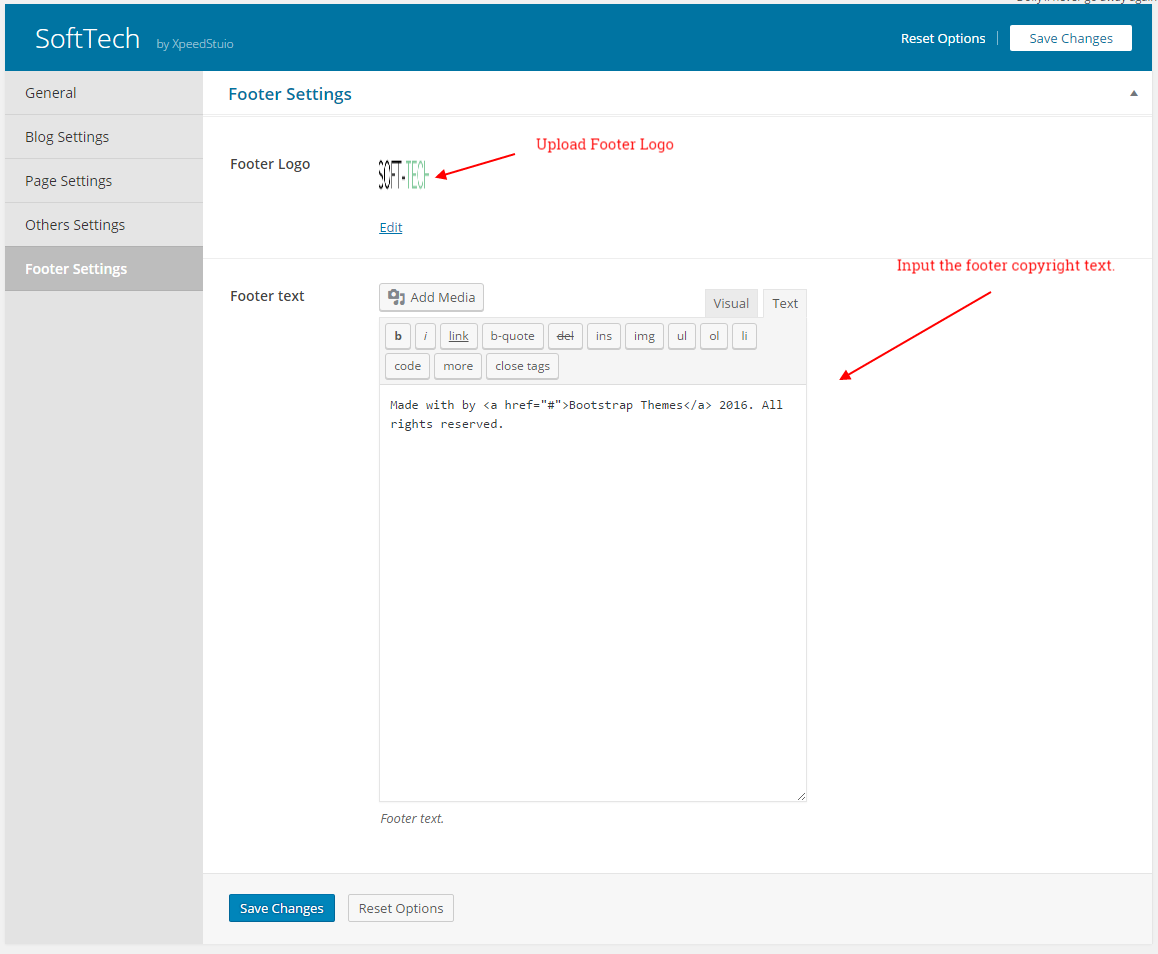 SoftTech by XpeedStuio
Reset Options
Save Changes
General
Blog Settings
Page Settings
Others Settings
Footer Settings
Footer Settings
Footer Logo
SOFT-TECH
Upload Footer Logo
Edit
Input the footer copyright text.
Footer text
Add Media
Visual
Text
b
i
link
b-quote
del
ins
img
ul
ol
li
code
more
close tags
Made with by <a href="#">Bootstrap Themes</a> 2016. All
rights reserved.
Footer text.
Save Changes
Reset Options